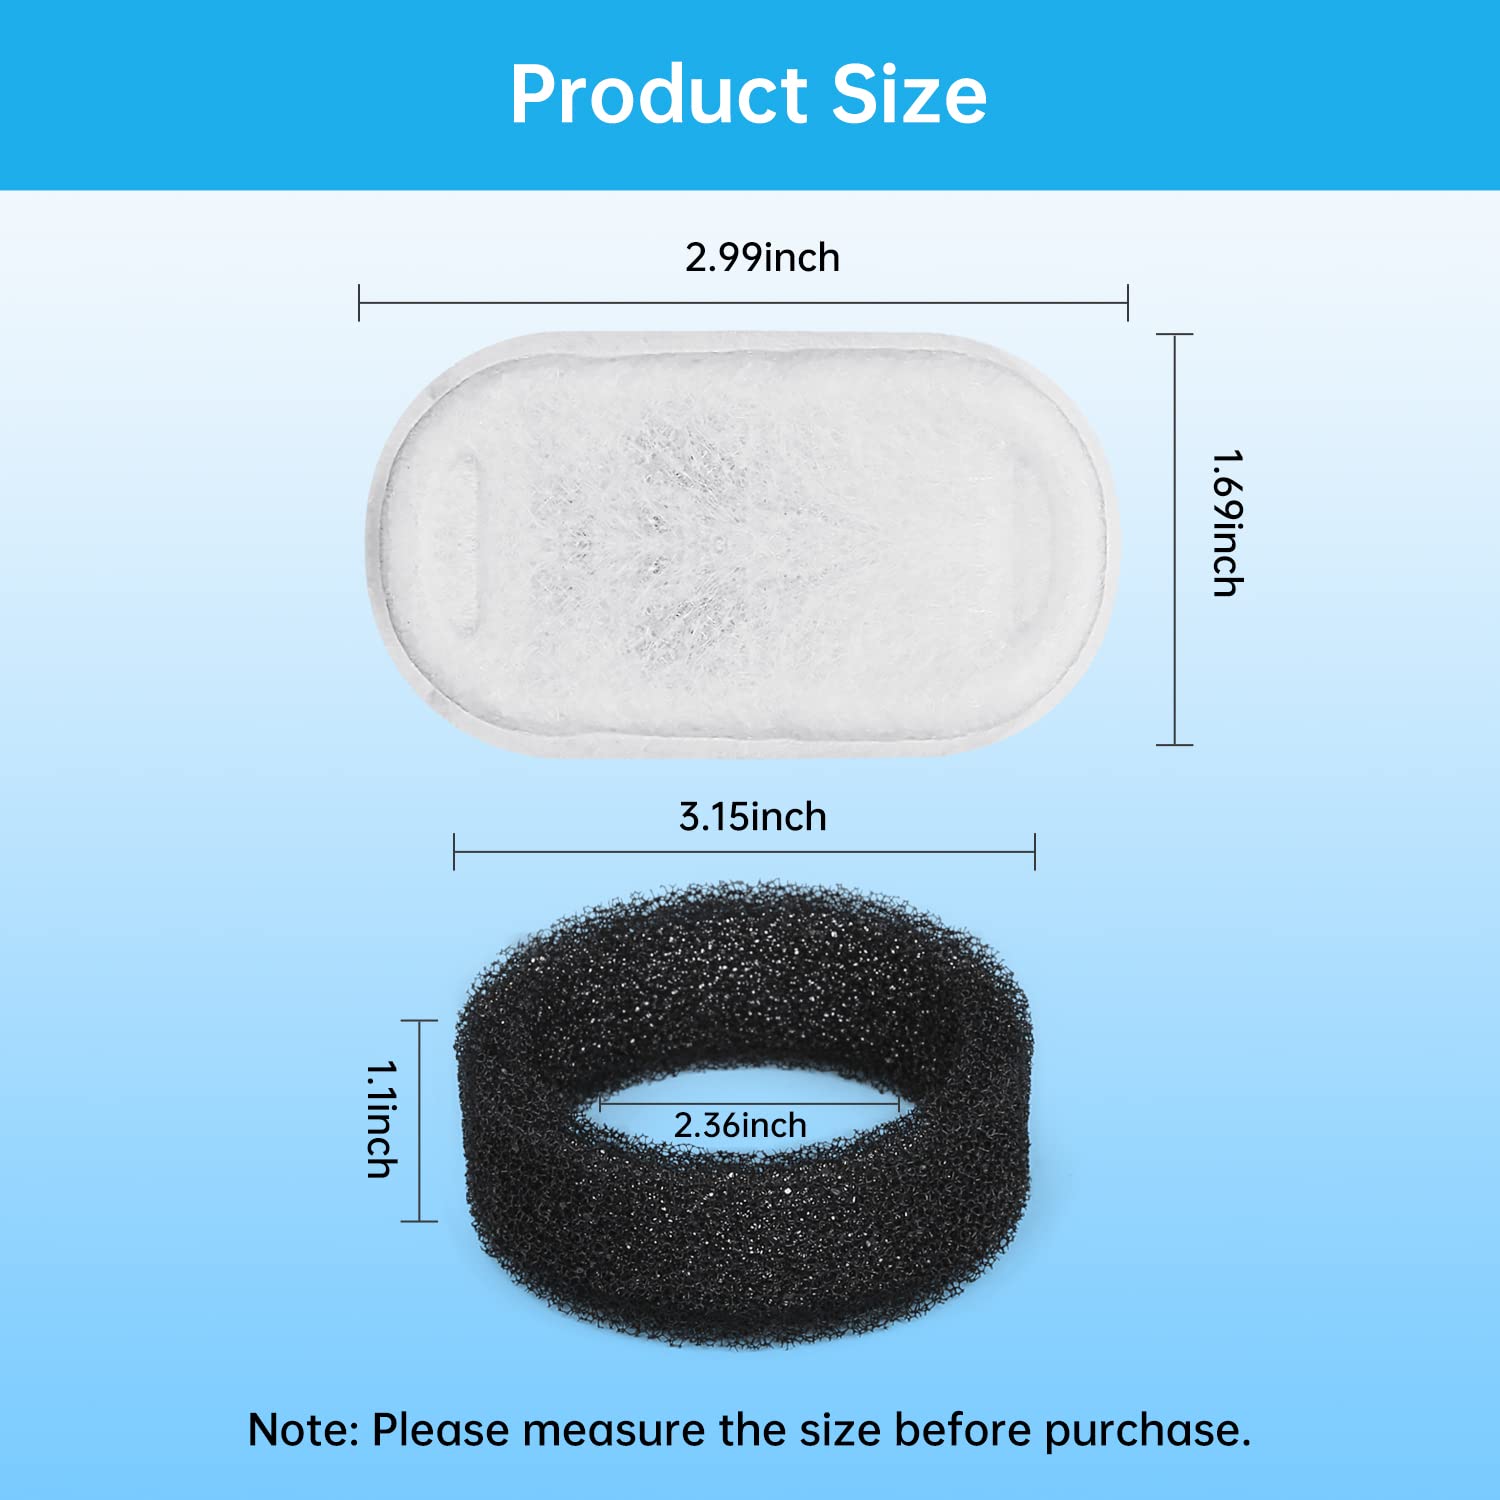 Product Size
2.99inch
1.69inch
3.15inch
1.1inch
2.36inch
Note: Please measure the size before purchase.